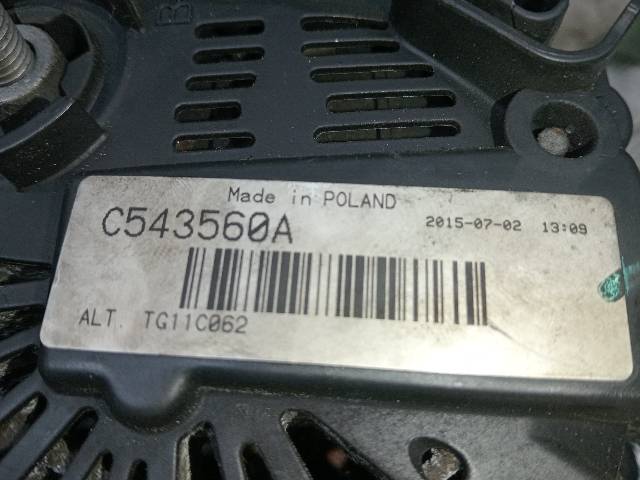 B
Made in POLAND
C543560A 2015-07-02 13:09
ALT. TG11C062